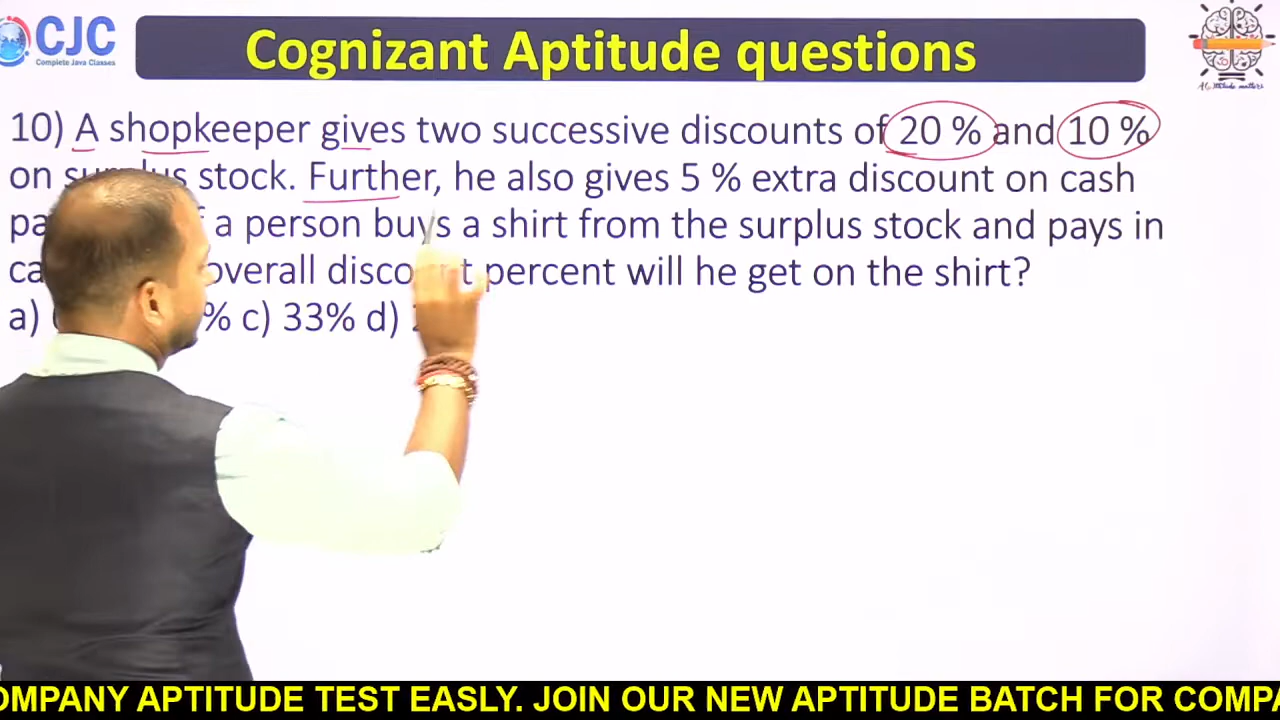 CJC
Complete Java Classes
Cognizant Aptitude questions
10) A shopkeeper gives two successive discounts of 20 % and 10 %
on surplus stock. Further, he also gives 5 % extra discount on cash
a person buys a shirt from the surplus stock and pays in
overall discount percent will he get on the shirt?
a) % c) 33% d)
OMPANY APTITUDE TEST EASLY. JOIN OUR NEW APTITUDE BATCH FOR COMPA